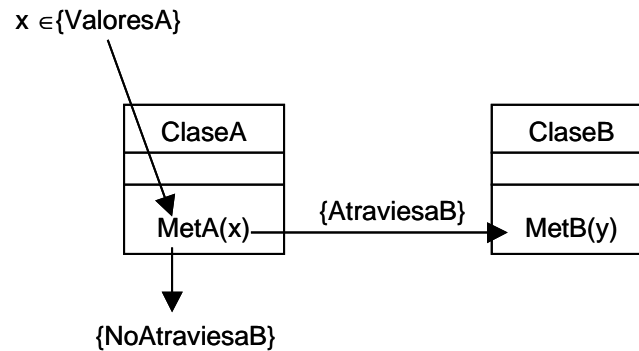 x ∈{ValoresA}
ClaseA
ClaseB
{AtraviesaB}
MetA(x)
MetB(y)
{NoAtraviesaB}